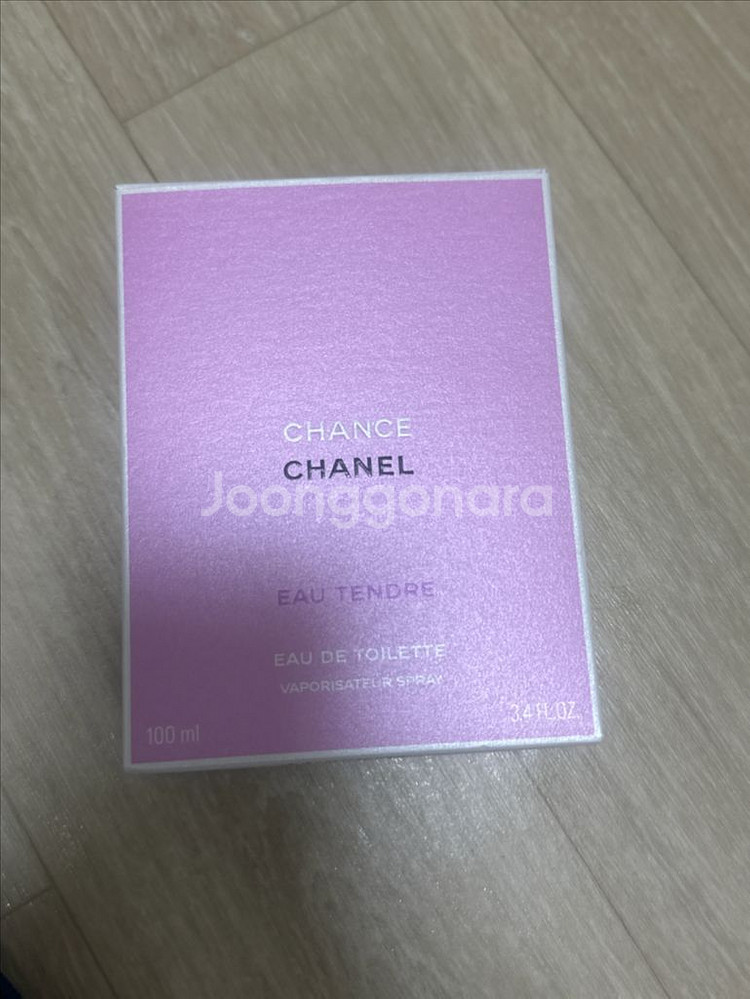 CHANCE
CHANEL
Joonggonara
EAU TENDRE
EAU DE TOILETTE
VAPORISATEUR SPRAY
100 ml
3.4 FL.OZ.